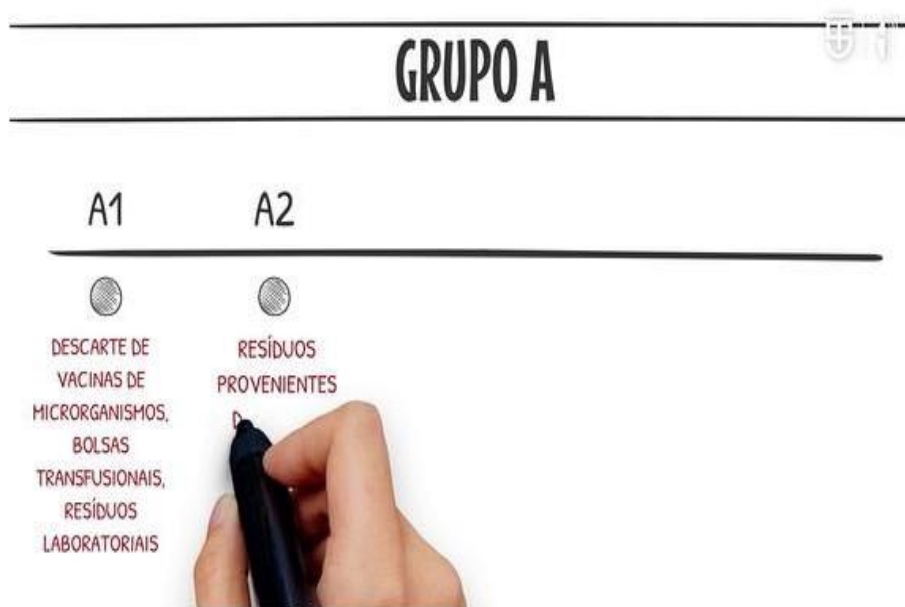 GRUPO A
A1
DESCARTE DE
VACINAS DE
MICRORGANISMOS,
BOLSAS
TRANSFUSIONAIS,
RESÍDUOS
LABORATORIAIS
A2
RESÍDUOS
PROVENIENTES